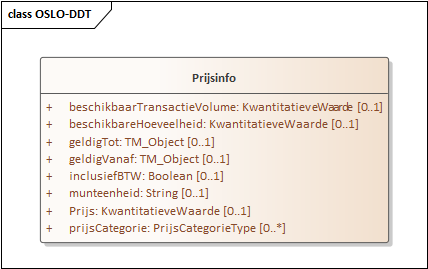 class OSLO-DDT
Prijsinfo
+ beschikbaarTransactieVolume: KwantitatieveWaarde [0..1]
+ beschikbareHoeveelheid: KwantitatieveWaarde [0..1]
+ geldigTot: TM_Object [0..1]
+ geldigVanaf: TM_Object [0..1]
+ inclusiefBTW: Boolean [0..1]
+ munteenheid: String [0..1]
+ Prijs: KwantitatieveWaarde [0..1]
+ prijsCategorie: PrijsCategorieType [0..*]